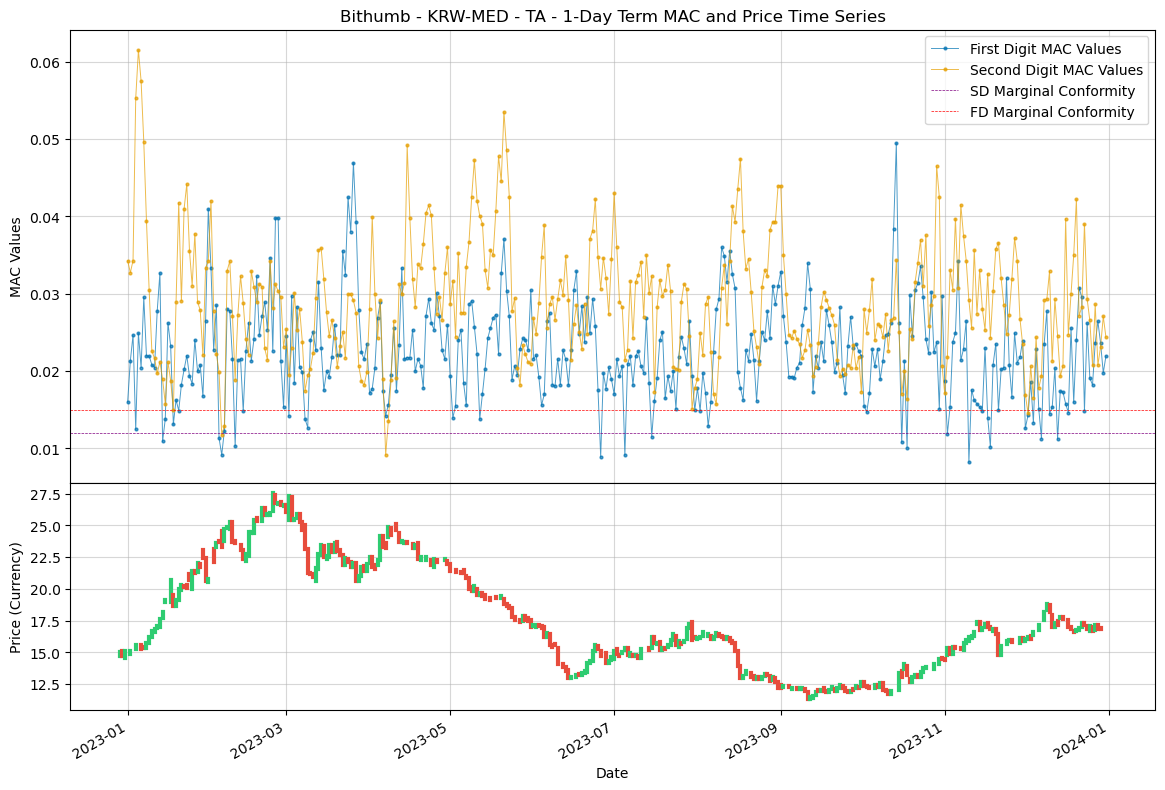 Bithumb - KRW-MED - TA - 1-Day Term MAC and Price Time Series
First Digit MAC Values
Second Digit MAC Values
SD Marginal Conformity
FD Marginal Conformity
MAC Values
0.06
0.05
0.04
0.03
0.02
0.01
Price (Currency)
27.5
25.0
22.5
20.0
17.5
15.0
12.5
2023-01
2023-03
2023-05
2023-07
2023-09
2023-11
2024-01
Date